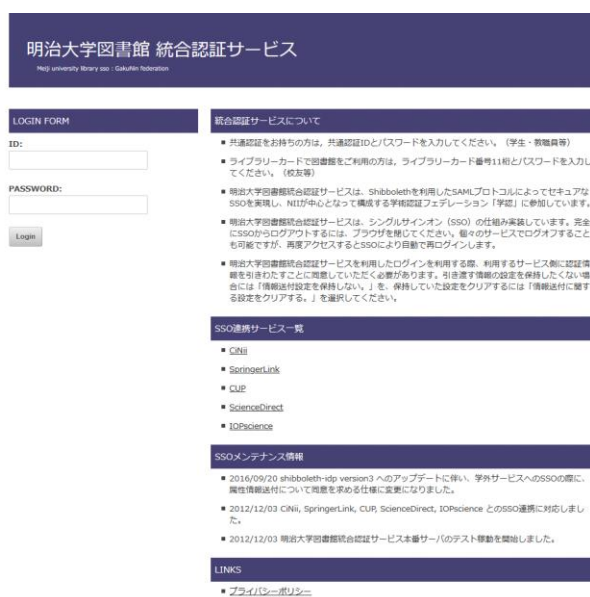 明治大学図書館 統合認証サービス
Meiji university library sso : GakuNin federation
LOGIN FORM
ID:
PASSWORD:
Login
統合認証サービスについて
共通認証をお持ちの方は，共通認証IDとパスワードを入力してください。（学生・教職員等）
ライブラリーカードで図書館をご利用の方は，ライブラリーカード番号11桁とパスワードを入力し
てください。（校友等）
明治大学図書館統合認証サービスは、Shibbolethを利用したSAMLプロトコルによってセキュアな
SSOを実現し、NIIが中心となって構成する学術認証フェデレーション「学認」に参加しています。
明治大学図書館統合認証サービスは、シングルサインオン（SSO）の仕組み実装しています。完全
にSSOからログアウトするには、ブラウザを閉じてください。個々のサービスでログオフすること
も可能ですが、再度アクセスするとSSOにより自動で再ログインします。
明治大学図書館統合認証サービスを利用したログインを利用する際、利用するサービス側に認証情
報を引きわたすことに同意していただく必要があります。引き渡す情報の設定を保持したくない場
合には「情報送付設定を保持しない。」を、保持していた設定をクリアするには「情報送付に関す
る設定をクリアする。」を選択してください。
SSO連携サービス一覧
CiNii
SpringerLink
CUP
ScienceDirect
IOPscience
SSOメンテナンス情報
2016/09/20 shibboleth-idp version3 へのアップデートに伴い、学外サービスへのSSOの際に、
属性情報送付について同意を求める仕様に変更になりました。
2012/12/03 CiNii, SpringerLink, CUP, ScienceDirect, IOPscience とのSSO連携に対応しまし
た。
2012/12/03 明治大学図書館統合認証サービス本番サーバのテスト稼動を開始しました。
LINKS
プライバシーポリシー